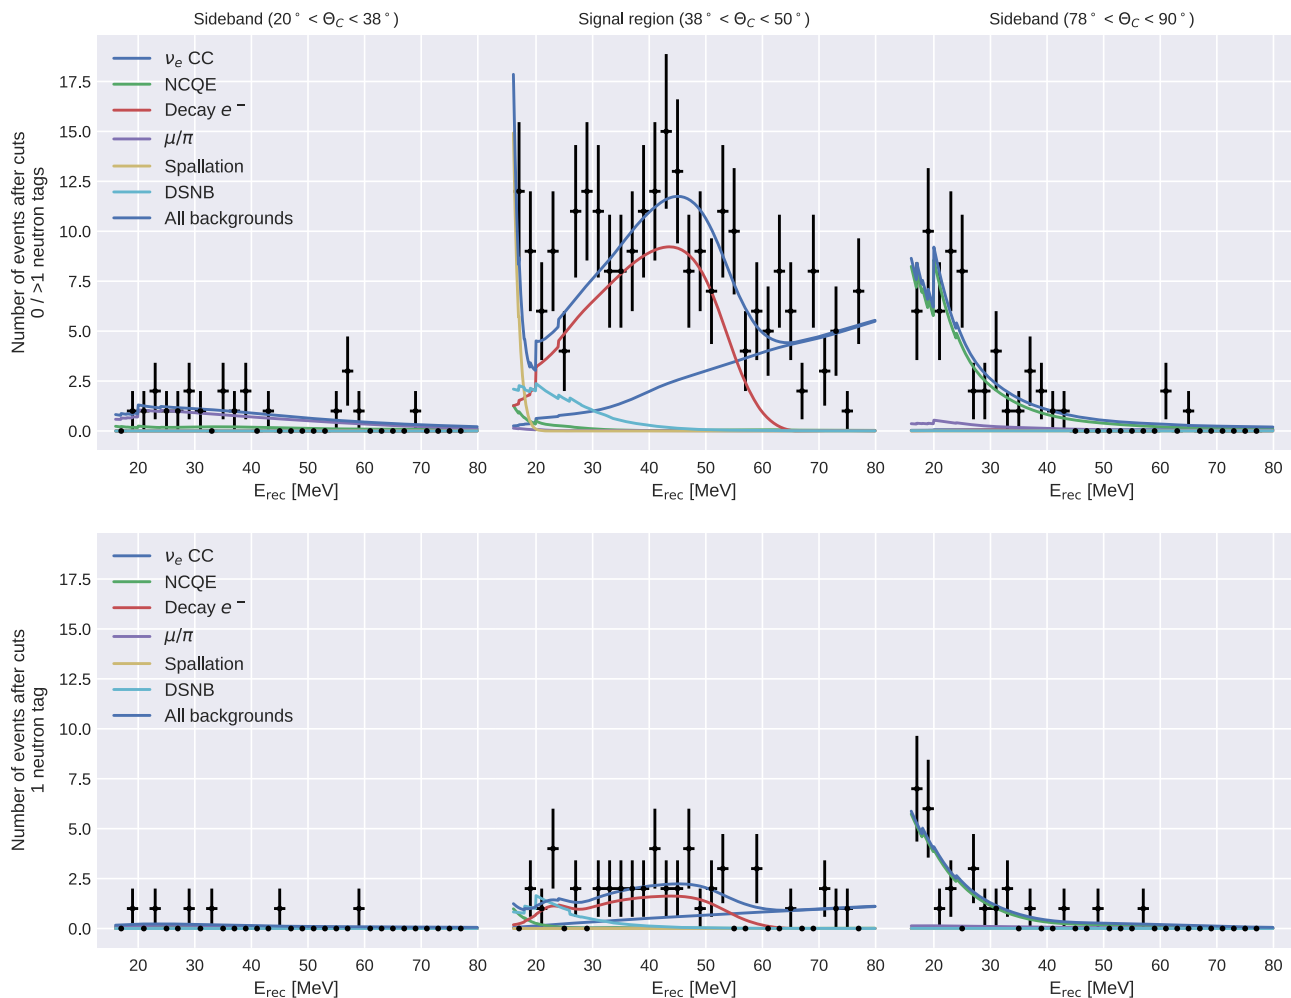 Sideband (20° < Θ_C < 38°)
Signal region (38° < Θ_C < 50°)
Sideband (78° < Θ_C < 90°)
Number of events after cuts
0 / >1 neutron tags
17.5
15.0
12.5
10.0
7.5
5.0
2.5
0.0
ν_e CC
NCQE
Decay e⁻
μ/π
Spallation
DSNB
All backgrounds
20 30 40 50 60 70 80
20 30 40 50 60 70 80
20 30 40 50 60 70 80
E_rec [MeV]
E_rec [MeV]
E_rec [MeV]
Number of events after cuts
1 neutron tag
17.5
15.0
12.5
10.0
7.5
5.0
2.5
0.0
ν_e CC
NCQE
Decay e⁻
μ/π
Spallation
DSNB
All backgrounds
20 30 40 50 60 70 80
20 30 40 50 60 70 80
20 30 40 50 60 70 80
E_rec [MeV]
E_rec [MeV]
E_rec [MeV]